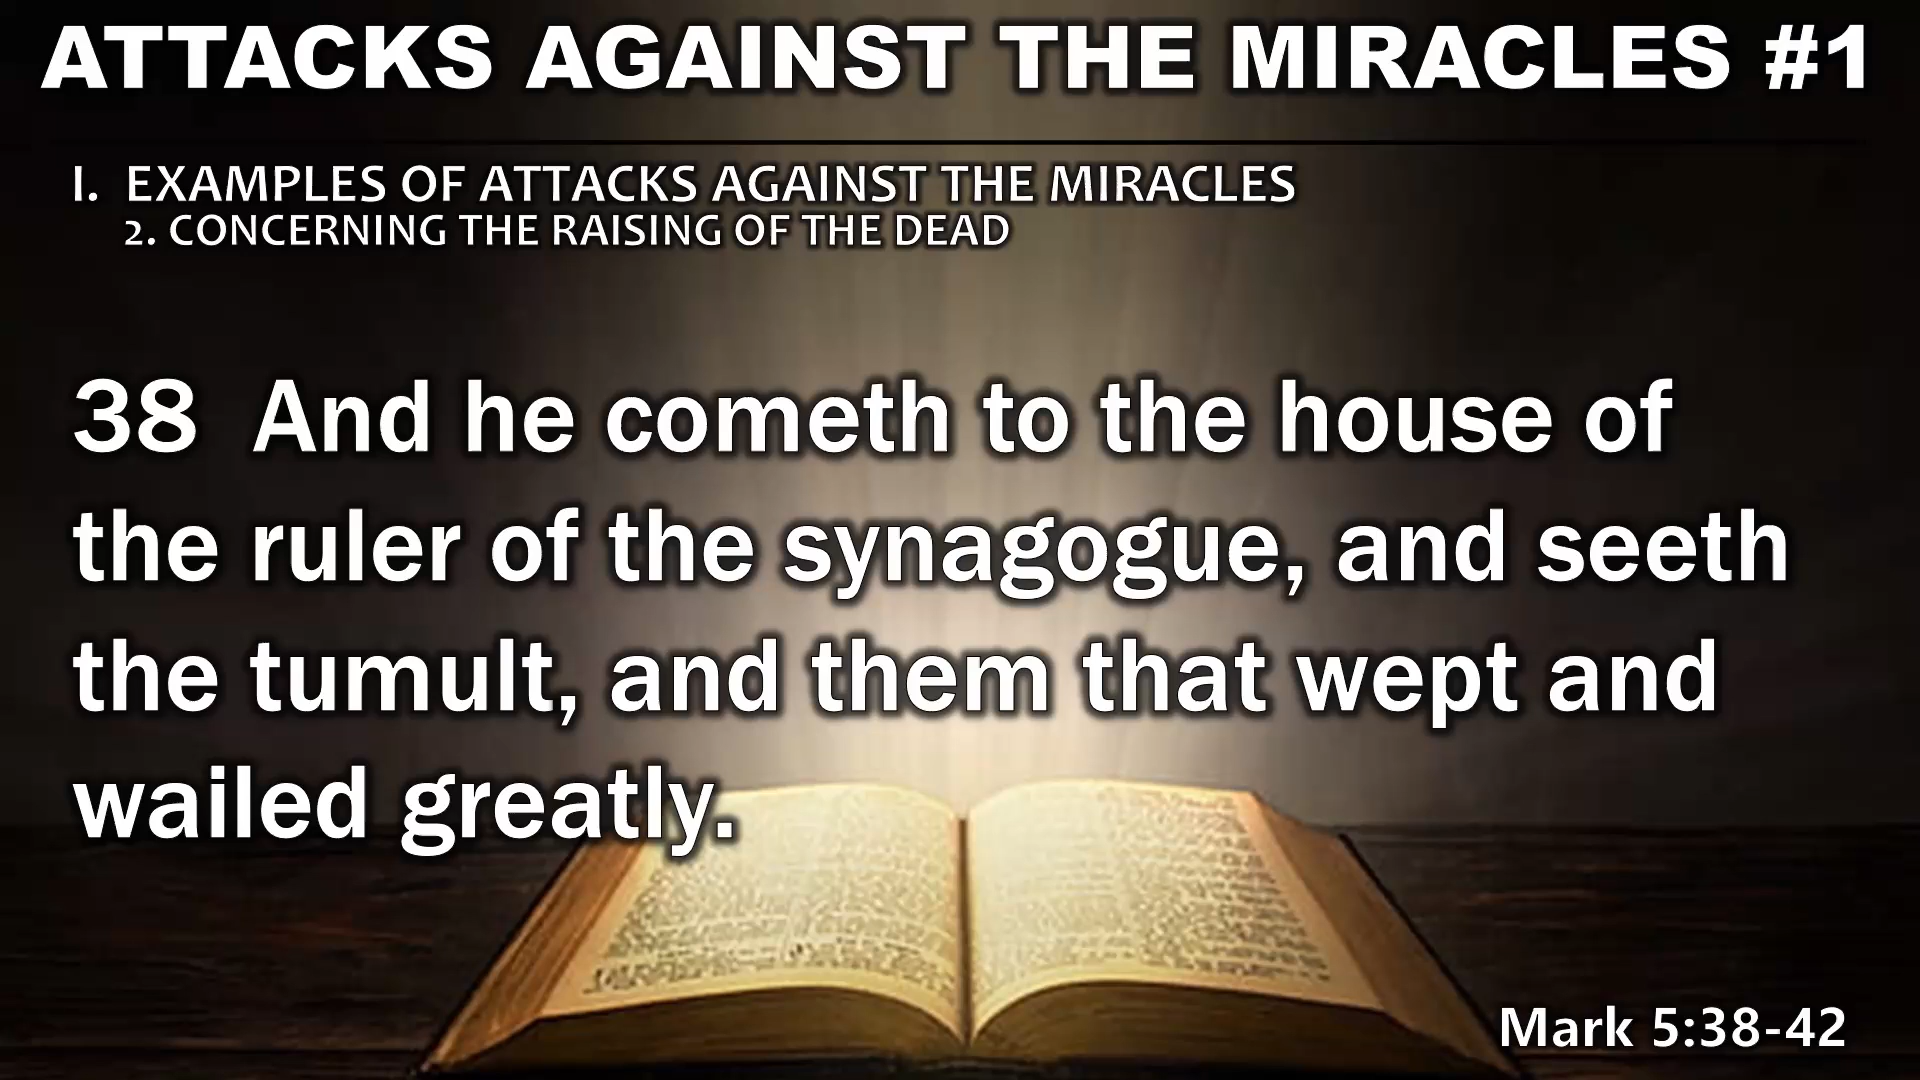 ATTACKS AGAINST THE MIRACLES #1
I. EXAMPLES OF ATTACKS AGAINST THE MIRACLES
2. CONCERNING THE RAISING OF THE DEAD
38 And he cometh to the house of
the ruler of the synagogue, and seeth
the tumult, and them that wept and
wailed greatly.
Mark 5:38-42